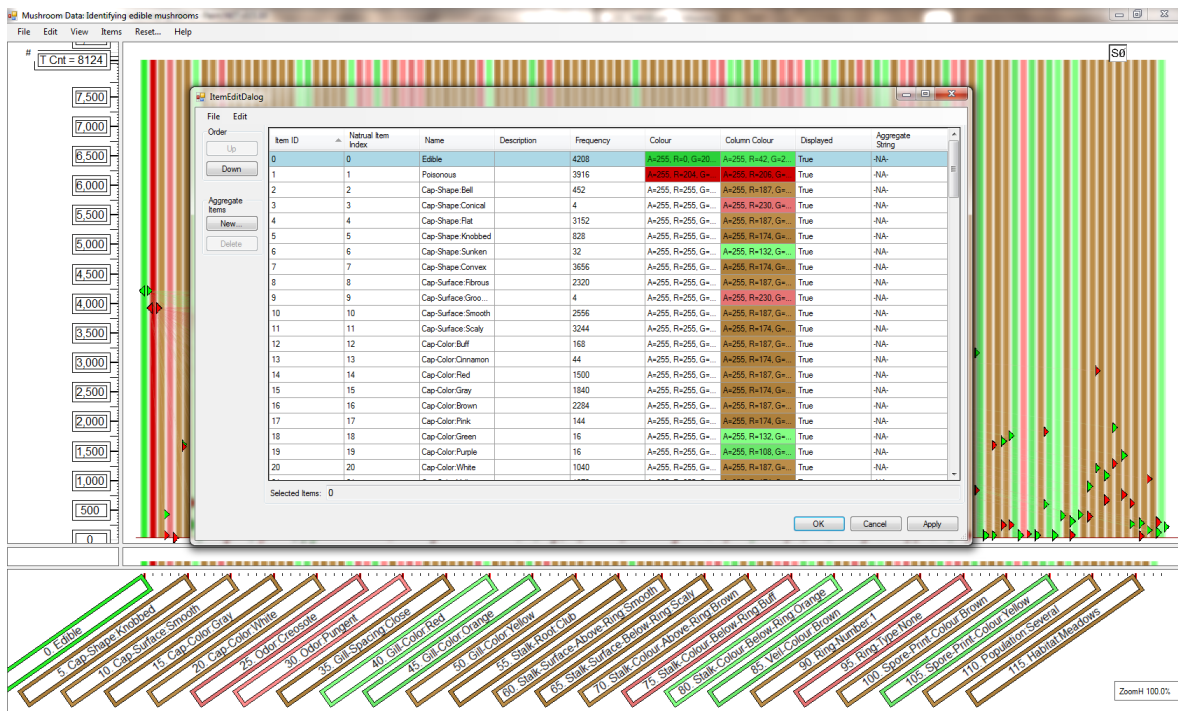 Mushroom Data: Identifying edible mushrooms
File Edit View Items Reset... Help
#
T Cnt = 8124
SØ
7,500
7,000
6,500
6,000
5,500
5,000
4,500
4,000
3,500
3,000
2,500
2,000
1,500
1,000
500
0
ItemEditDalog
File Edit
Order
Up
Down
Aggregate Items
New...
Delete
Item ID Natrual Item Index Name Description Frequency Colour Column Colour Displayed Aggregate String
0 0 Edible 4208 A=255, R=0, G=20... A=255, R=42, G=2... True -NA-
1 1 Poisonous 3916 A=255, R=204, G=... A=255, R=206, G=... True -NA-
2 2 Cap-Shape:Bell 452 A=255, R=255, G=... A=255, R=187, G=... True -NA-
3 3 Cap-Shape:Conical 4 A=255, R=255, G=... A=255, R=230, G=... True -NA-
4 4 Cap-Shape:Flat 3152 A=255, R=255, G=... A=255, R=187, G=... True -NA-
5 5 Cap-Shape:Knobbed 828 A=255, R=255, G=... A=255, R=174, G=... True -NA-
6 6 Cap-Shape:Sunken 32 A=255, R=255, G=... A=255, R=132, G=... True -NA-
7 7 Cap-Shape:Convex 3656 A=255, R=255, G=... A=255, R=174, G=... True -NA-
8 8 Cap-Surface:Fibrous 2320 A=255, R=255, G=... A=255, R=187, G=... True -NA-
9 9 Cap-Surface:Groo... 4 A=255, R=255, G=... A=255, R=230, G=... True -NA-
10 10 Cap-Surface:Smooth 2556 A=255, R=255, G=... A=255, R=187, G=... True -NA-
11 11 Cap-Surface:Scaly 3244 A=255, R=255, G=... A=255, R=174, G=... True -NA-
12 12 Cap-Color:Buff 168 A=255, R=255, G=... A=255, R=187, G=... True -NA-
13 13 Cap-Color:Cinnamon 44 A=255, R=255, G=... A=255, R=174, G=... True -NA-
14 14 Cap-Color:Red 1500 A=255, R=255, G=... A=255, R=187, G=... True -NA-
15 15 Cap-Color:Gray 1840 A=255, R=255, G=... A=255, R=174, G=... True -NA-
16 16 Cap-Color:Brown 2284 A=255, R=255, G=... A=255, R=187, G=... True -NA-
17 17 Cap-Color:Pink 144 A=255, R=255, G=... A=255, R=174, G=... True -NA-
18 18 Cap-Color:Green 16 A=255, R=255, G=... A=255, R=132, G=... True -NA-
19 19 Cap-Color:Purple 16 A=255, R=255, G=... A=255, R=108, G=... True -NA-
20 20 Cap-Color:White 1040 A=255, R=255, G=... A=255, R=187, G=... True -NA-
Selected Items: 0
OK Cancel Apply
0. Edible
5. Cap-Shape:Knobbed
10. Cap-Surface:Smooth
15. Cap-Color:Gray
20. Cap-Color:White
25. Odor:Creosote
30. Odor:Pungent
35. Gill-Spacing:Close
40. Gill-Color:Red
45. Gill-Color:Orange
50. Gill-Color:Yellow
55. Stalk-Root:Club
60. Stalk-Surface-Above-Ring:Smooth
65. Stalk-Surface-Below-Ring:Scaly
70. Stalk-Colour-Above-Ring:Brown
75. Stalk-Colour-Below-Ring:Buff
80. Stalk-Colour-Below-Ring:Orange
85. Veil-Colour:Brown
90. Ring-Number:1
95. Ring-Type:None
100. Spore-Print-Colour:Brown
105. Spore-Print-Colour:Yellow
110. Population:Several
115. Habitat:Meadows
ZoomH 100.0%